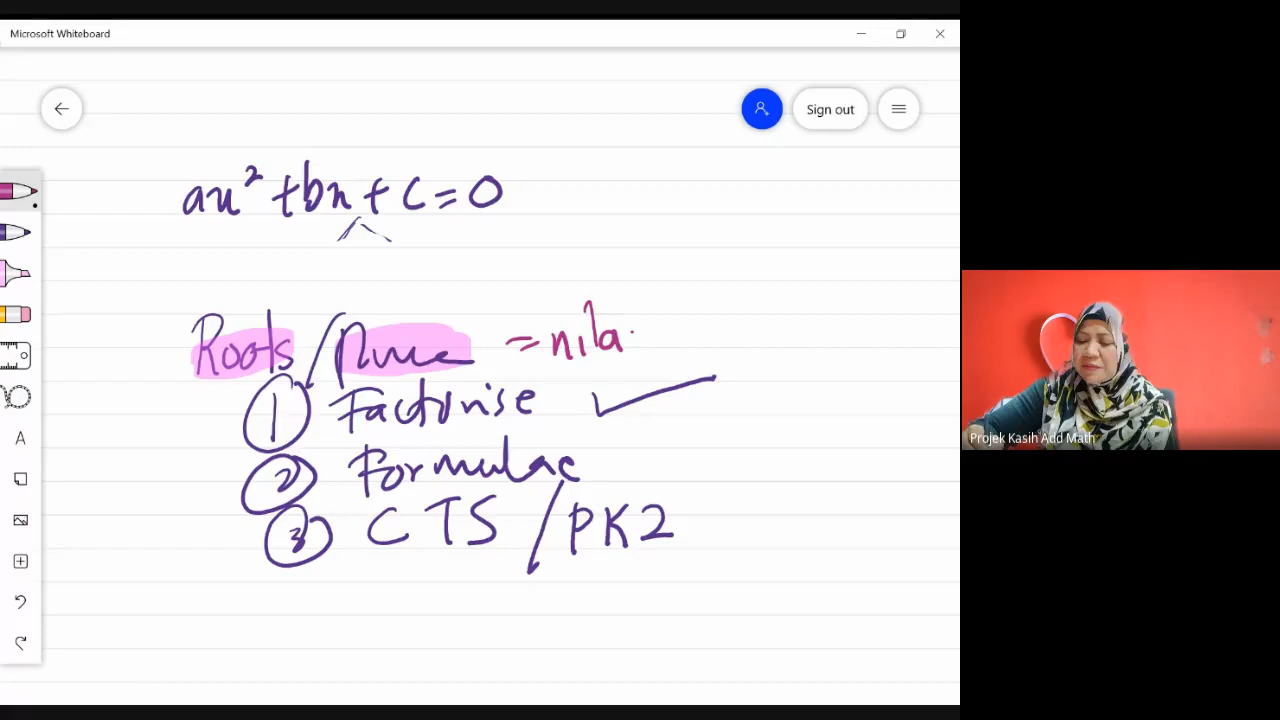 Microsoft Whiteboard
Sign out
ax² + bx + c = 0
Roots / Punca = nila
1 Factorise
2 Formulae
3 CTS / PK2
A
Projek Kasih Add Math